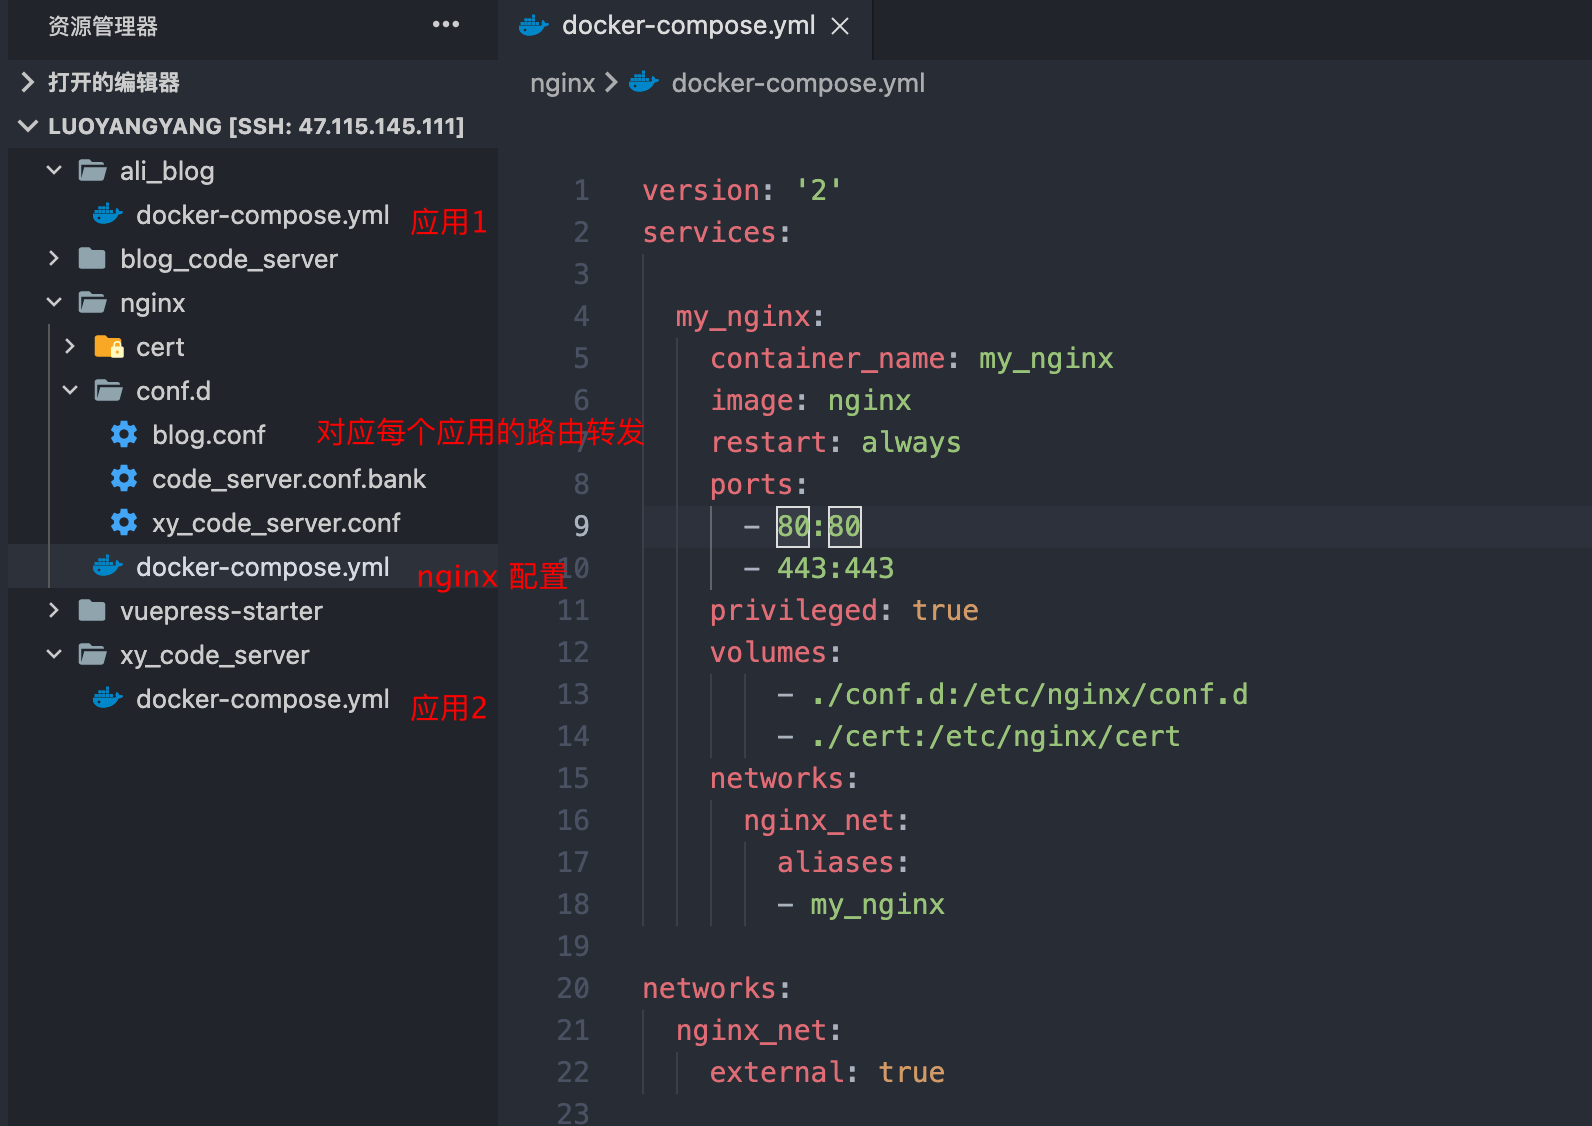 资源管理器 •••
打开的编辑器
LUOYANGYANG [SSH: 47.115.145.111]
ali_blog
docker-compose.yml 应用1
blog_code_server
nginx
cert
conf.d
blog.conf 对应每个应用的路由转发
code_server.conf.bank
xy_code_server.conf
docker-compose.yml nginx 配置
vuepress-starter
xy_code_server
docker-compose.yml 应用2
docker-compose.yml
nginx > docker-compose.yml
1 version: '2'
2 services:
3
4 my_nginx:
5 container_name: my_nginx
6 image: nginx
7 restart: always
8 ports:
9 - 80:80
10 - 443:443
11 privileged: true
12 volumes:
13 - ./conf.d:/etc/nginx/conf.d
14 - ./cert:/etc/nginx/cert
15 networks:
16 nginx_net:
17 aliases:
18 - my_nginx
19
20 networks:
21 nginx_net:
22 external: true
23